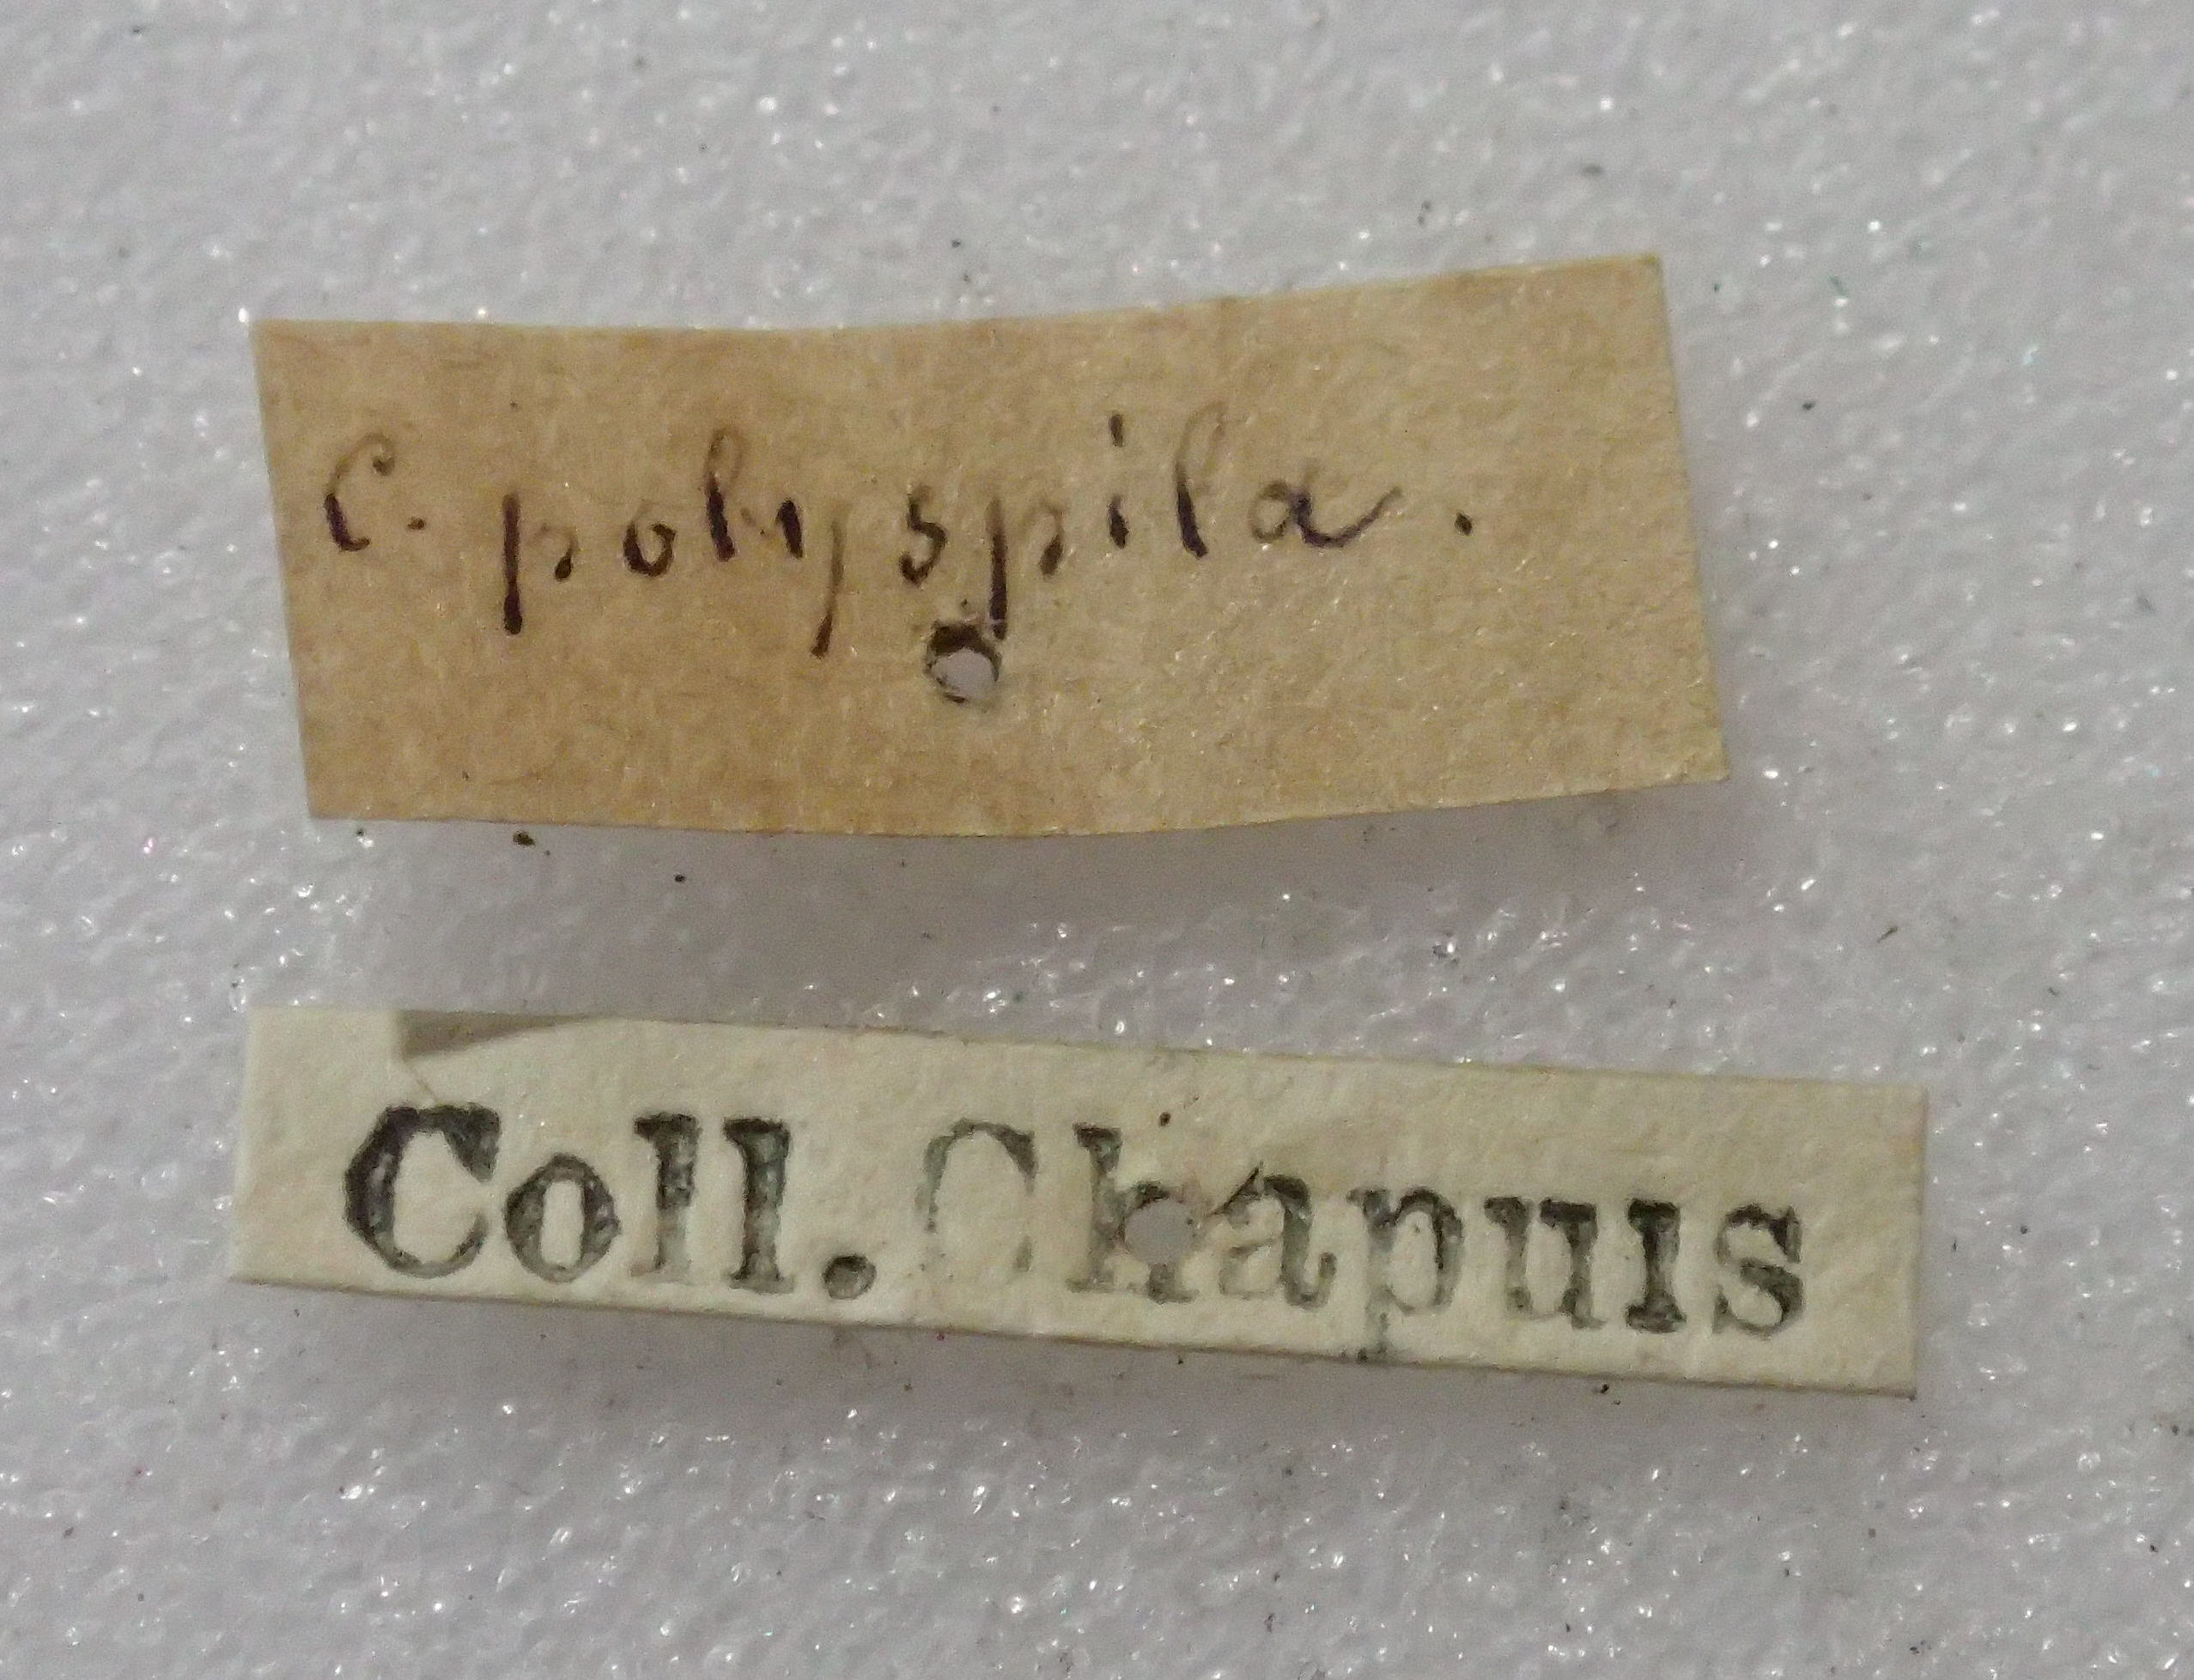 C. polyspila.
Coll. Chapuis